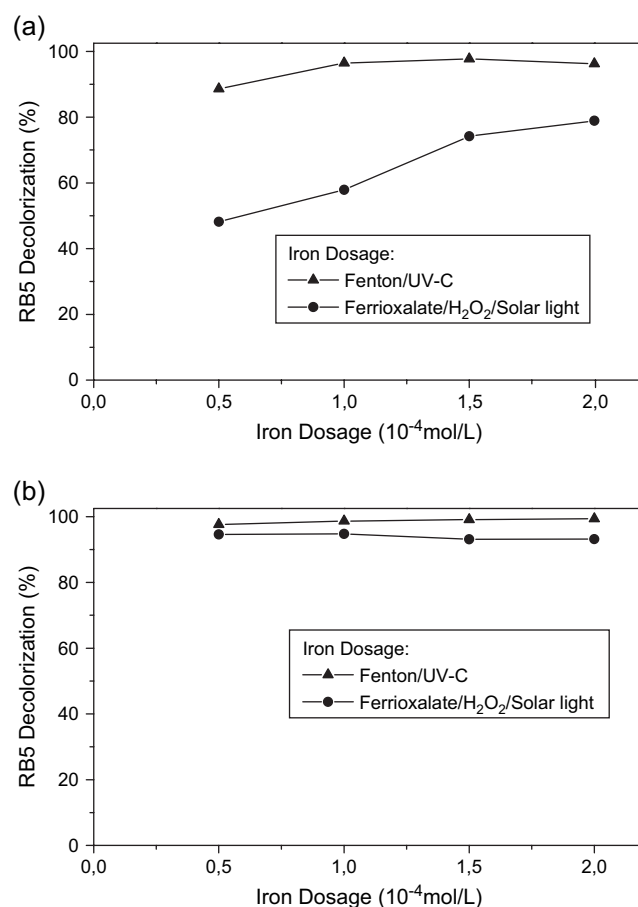 (a)
100
80
60
40
20
0
RB5 Decolorization (%)
Iron Dosage:
Fenton/UV-C
Ferrioxalate/H₂O₂/Solar light
0,0 0,5 1,0 1,5 2,0
Iron Dosage (10⁻⁴mol/L)
(b)
100
80
60
40
20
0
RB5 Decolorization (%)
Iron Dosage:
Fenton/UV-C
Ferrioxalate/H₂O₂/Solar light
0,0 0,5 1,0 1,5 2,0
Iron Dosage (10⁻⁴mol/L)